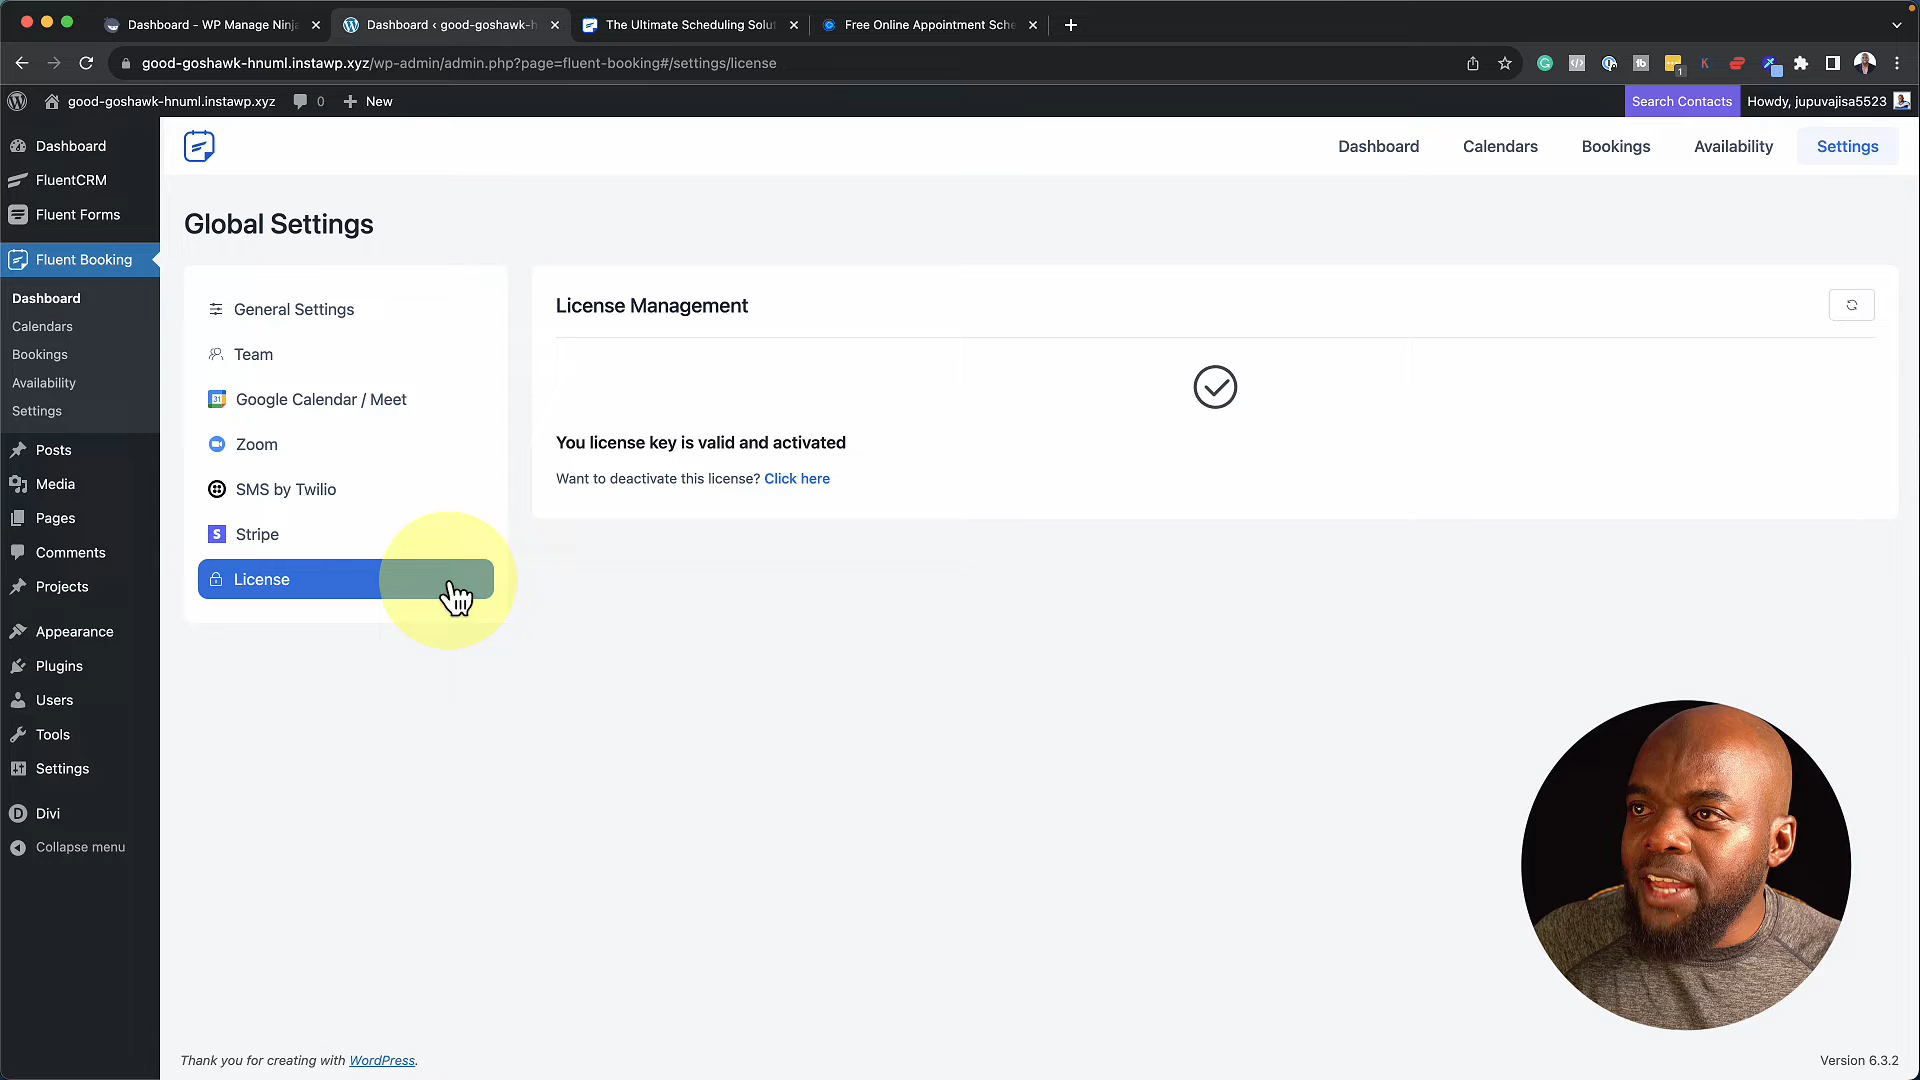 Dashboard - WP Manage Ninja
Dashboard ‹ good-goshawk-h
The Ultimate Scheduling Solut
Free Online Appointment Sche
good-goshawk-hnuml.instawp.xyz/wp-admin/admin.php?page=fluent-booking#/settings/license
good-goshawk-hnuml.instawp.xyz
0
New
Search Contacts
Howdy, jupuvajisa5523
Dashboard
FluentCRM
Fluent Forms
Fluent Booking
Dashboard
Calendars
Bookings
Availability
Settings
Posts
Media
Pages
Comments
Projects
Appearance
Plugins
Users
Tools
Settings
Divi
Collapse menu
Dashboard
Calendars
Bookings
Availability
Settings
Global Settings
General Settings
Team
Google Calendar / Meet
Zoom
SMS by Twilio
Stripe
License
License Management
You license key is valid and activated
Want to deactivate this license? Click here
Thank you for creating with WordPress.
Version 6.3.2